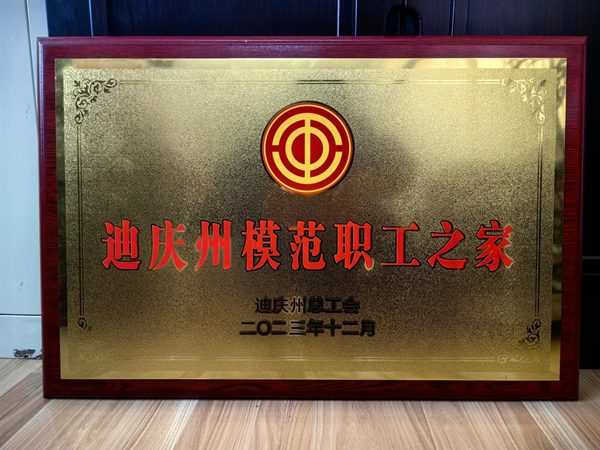 迪庆州模范职工之家
迪庆州总工会
二〇二三年十二月